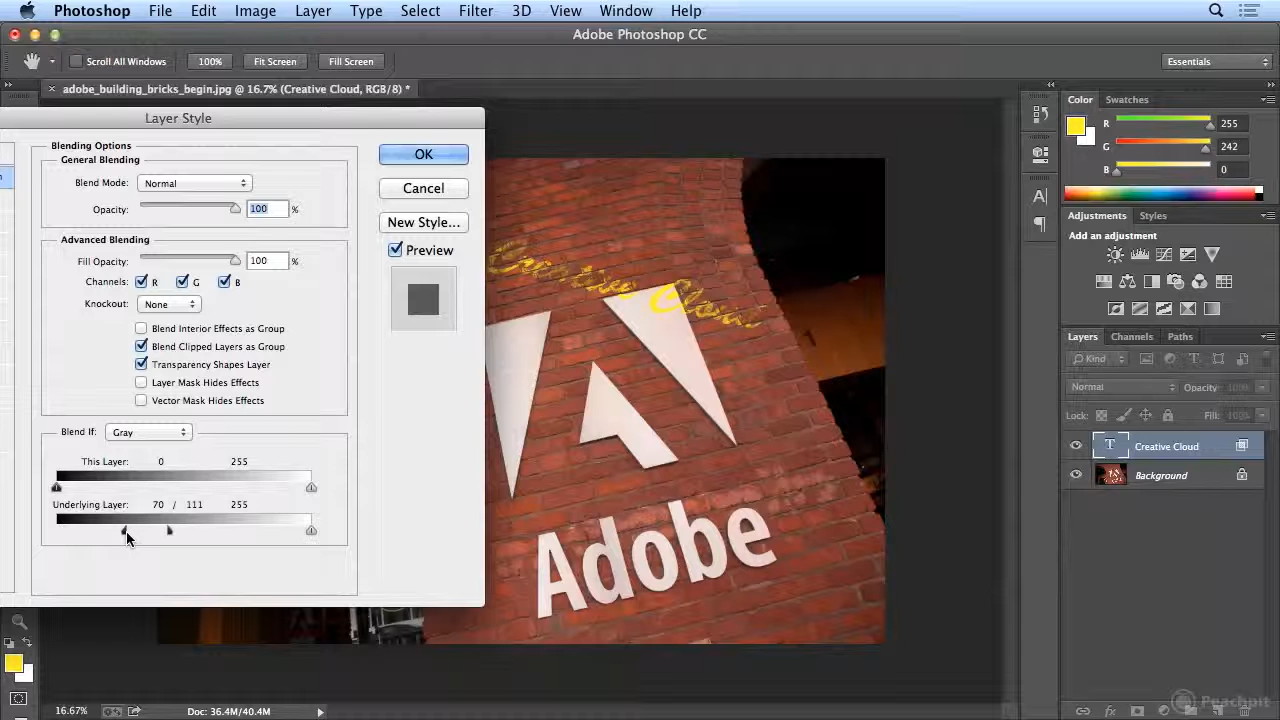 Photoshop File Edit Image Layer Type Select Filter 3D View Window Help
Adobe Photoshop CC
Scroll All Windows 100% Fit Screen Fill Screen Essentials
adobe_building_bricks_begin.jpg @ 16.7% (Creative Cloud, RGB/8) *
Color Swatches
Layer Style
R 255
G 242
B 0
Blending Options
General Blending
Blend Mode: Normal
Opacity: 100 %
OK
Cancel
New Style...
Preview
Advanced Blending
Fill Opacity: 100 %
Channels: R G B
Knockout: None
Blend Interior Effects as Group
Blend Clipped Layers as Group
Transparency Shapes Layer
Layer Mask Hides Effects
Vector Mask Hides Effects
Blend If: Gray
This Layer: 0 255
Underlying Layer: 70 / 111 255
Creative Cloud
Adobe
Adjustments Styles
Add an adjustment
Layers Channels Paths
Kind
Normal Opacity: 100%
Lock: Fill: 100%
T Creative Cloud
Background
16.67% Doc: 36.4M/40.4M
Peachpit